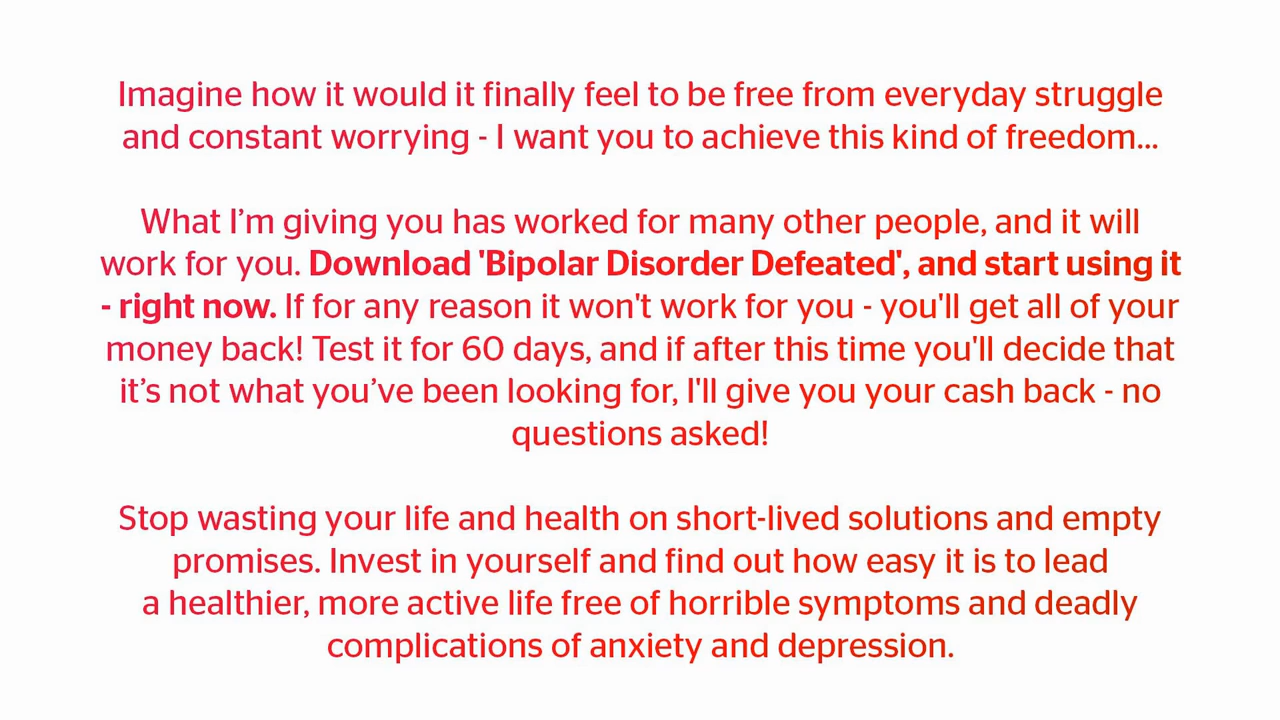 Imagine how it would it finally feel to be free from everyday struggle
and constant worrying - I want you to achieve this kind of freedom...
What I’m giving you has worked for many other people, and it will
work for you. Download 'Bipolar Disorder Defeated', and start using it
- right now. If for any reason it won't work for you - you'll get all of your
money back! Test it for 60 days, and if after this time you'll decide that
it’s not what you’ve been looking for, I'll give you your cash back - no
questions asked!
Stop wasting your life and health on short-lived solutions and empty
promises. Invest in yourself and find out how easy it is to lead
a healthier, more active life free of horrible symptoms and deadly
complications of anxiety and depression.